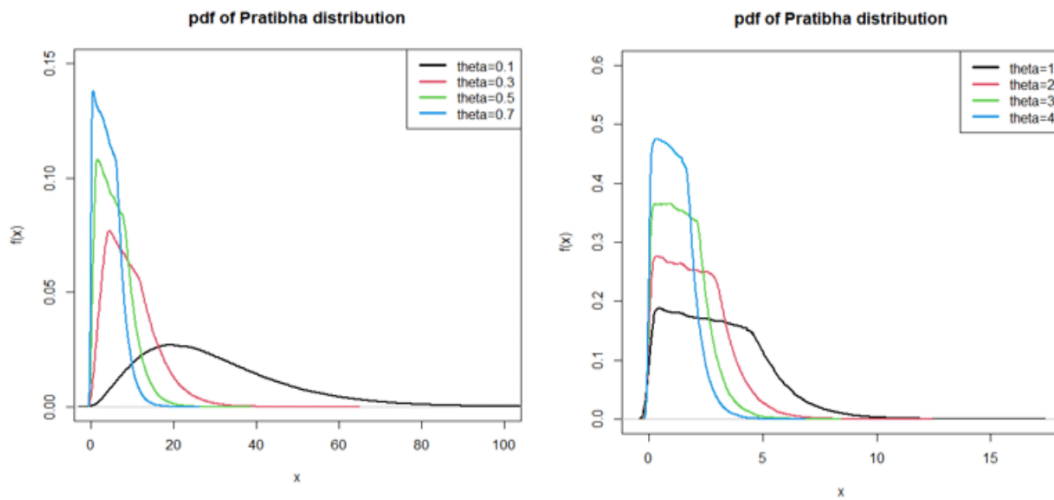 pdf of Pratibha distribution
theta=0.1
theta=0.3
theta=0.5
theta=0.7
f(x)
0.15
0.10
0.05
0.00
0 20 40 60 80 100
x
pdf of Pratibha distribution
theta=1
theta=2
theta=3
theta=4
f(x)
0.6
0.5
0.4
0.3
0.2
0.1
0.0
0 5 10 15
x